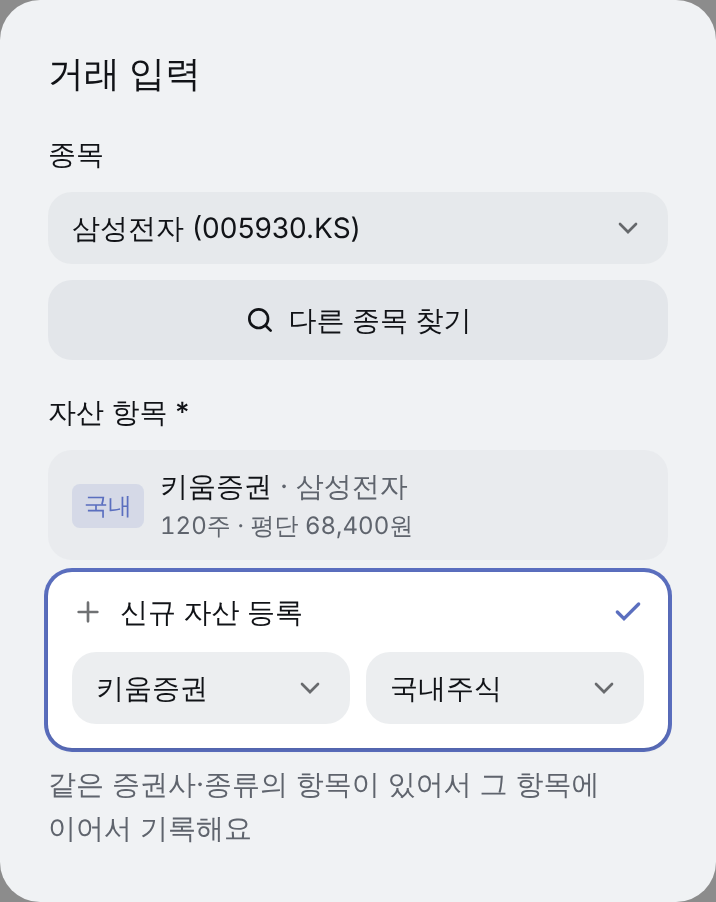 거래 입력
종목
삼성전자 (005930.KS)
다른 종목 찾기
자산 항목 *
국내
키움증권 · 삼성전자
120주 · 평단 68,400원
신규 자산 등록
키움증권
국내주식
같은 증권사·종류의 항목이 있어서 그 항목에
이어서 기록해요